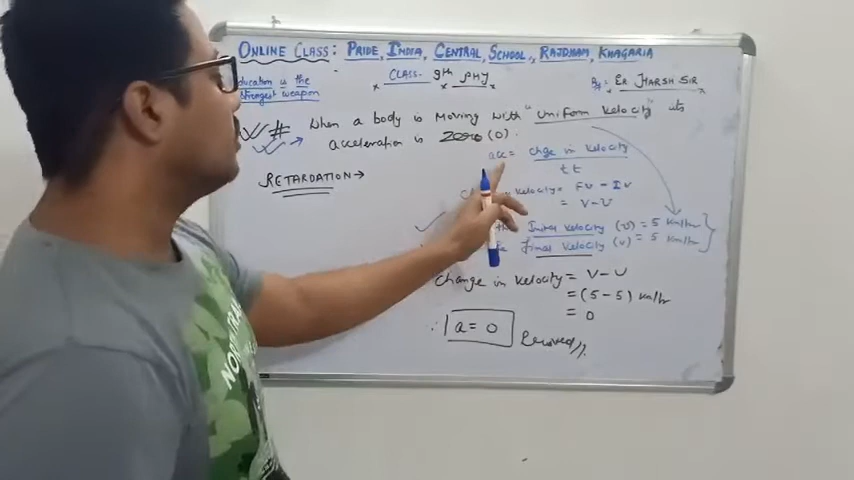 ONLINE CLASS: PRIDE, INDIA, CENTRAL, SCHOOL, RAJDHAM, KHAGARIA
Education is the
strongest weapon
CLASS- 9th PHY
By:- ER HARSH SIR
# When a body is moving with "Uniform velocity" its
acceleration is zero (0).
acc = chge in velocity
t t
RETARDATION →
velocity = FV - IV
= V-U
Initial velocity (U) = 5 km/hr
final velocity (V) = 5 km/hr
change in velocity = V-U
= (5-5) km/hr
= 0
∴ a = 0